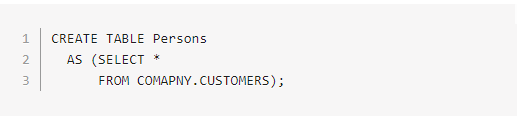 1 CREATE TABLE Persons
2 AS (SELECT *
3 FROM COMAPNY.CUSTOMERS);